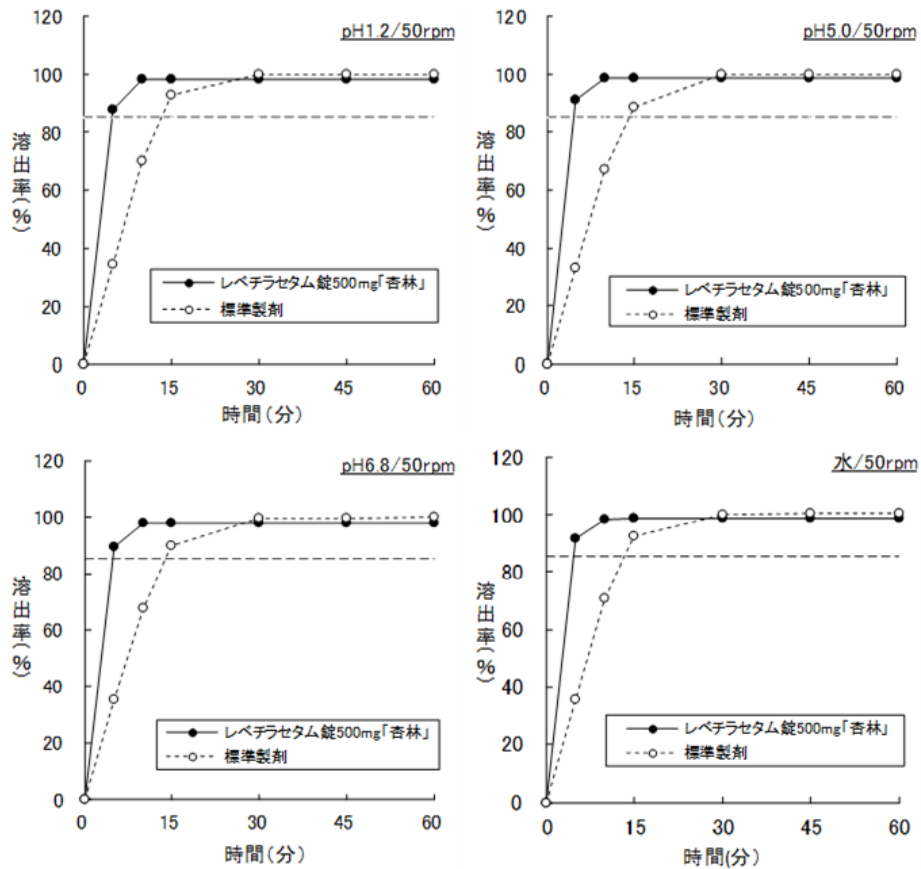 pH1.2/50rpm
120
100
80
60
40
20
0
溶出率(%)
レベチラセタム錠500mg「杏林」
標準製剤
0 15 30 45 60
時間(分)
pH5.0/50rpm
120
100
80
60
40
20
0
溶出率(%)
レベチラセタム錠500mg「杏林」
標準製剤
0 15 30 45 60
時間(分)
pH6.8/50rpm
120
100
80
60
40
20
0
溶出率(%)
レベチラセタム錠500mg「杏林」
標準製剤
0 15 30 45 60
時間(分)
水/50rpm
120
100
80
60
40
20
0
溶出率(%)
レベチラセタム錠500mg「杏林」
標準製剤
0 15 30 45 60
時間(分)